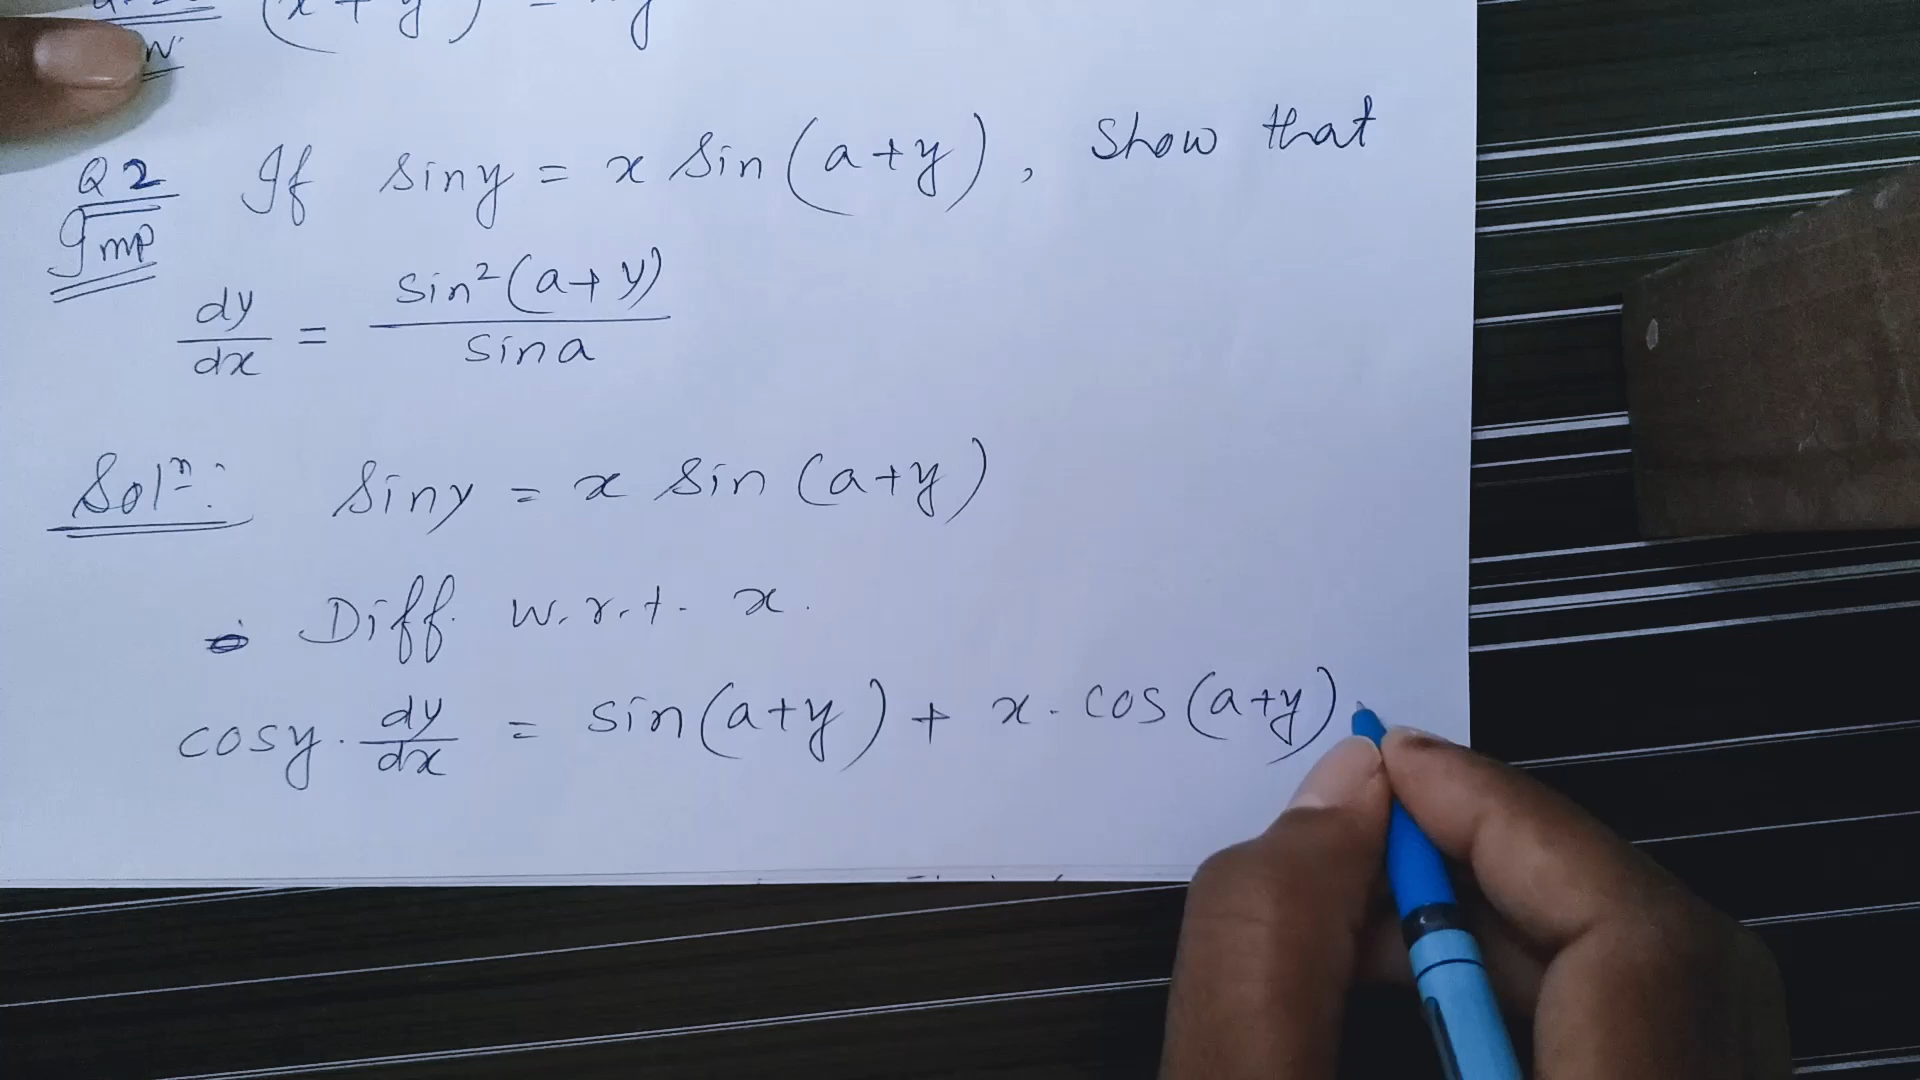 (x + y) = xy
Q2 If siny = x sin(a+y), Show that
Imp
dy/dx = sin²(a+y)/sina
Solⁿ: siny = x sin(a+y)
Diff. w.r.t. x.
cosy. dy/dx = sin(a+y) + x. cos(a+y).